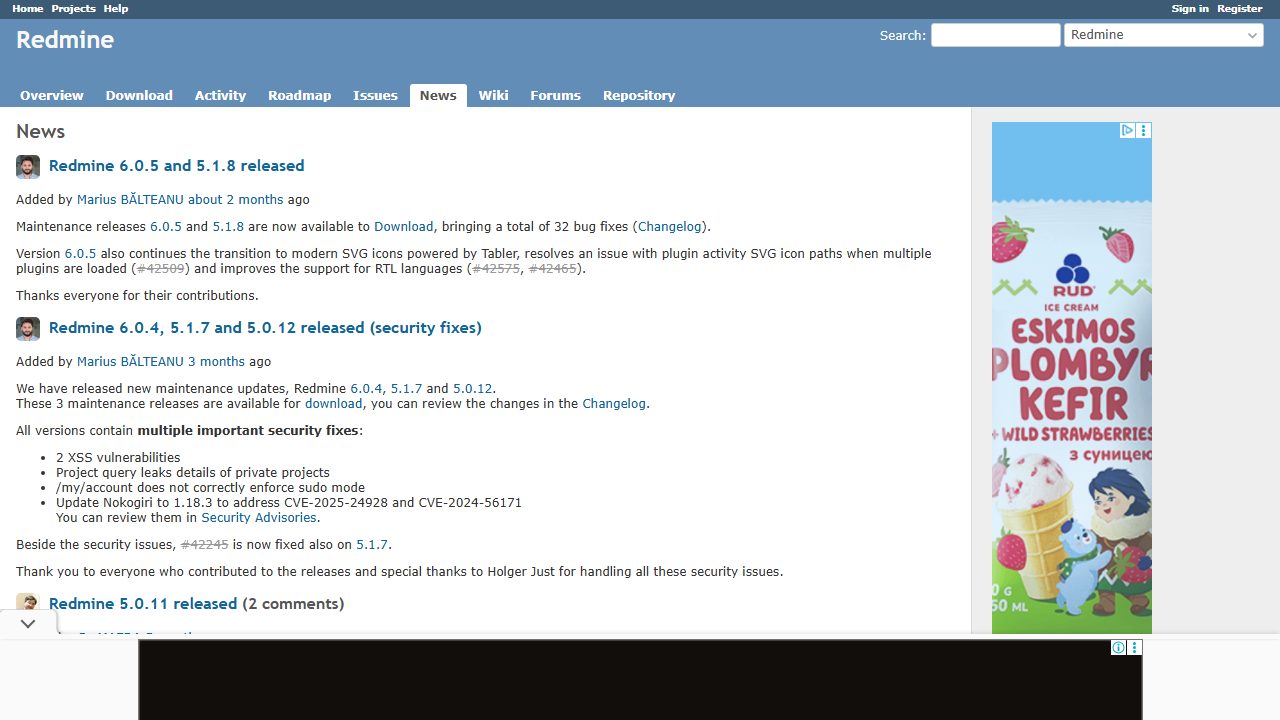 Home Projects Help
Sign in Register
Redmine
Search:
Redmine
Overview Download Activity Roadmap Issues News Wiki Forums Repository
News
Redmine 6.0.5 and 5.1.8 released
Added by Marius BĂLTEANU about 2 months ago
Maintenance releases 6.0.5 and 5.1.8 are now available to Download, bringing a total of 32 bug fixes (Changelog).
Version 6.0.5 also continues the transition to modern SVG icons powered by Tabler, resolves an issue with plugin activity SVG icon paths when multiple
plugins are loaded (#42509) and improves the support for RTL languages (#42575, #42465).
Thanks everyone for their contributions.
Redmine 6.0.4, 5.1.7 and 5.0.12 released (security fixes)
Added by Marius BĂLTEANU 3 months ago
We have released new maintenance updates, Redmine 6.0.4, 5.1.7 and 5.0.12.
These 3 maintenance releases are available for download, you can review the changes in the Changelog.
All versions contain multiple important security fixes:
• 2 XSS vulnerabilities
• Project query leaks details of private projects
• /my/account does not correctly enforce sudo mode
• Update Nokogiri to 1.18.3 to address CVE-2025-24928 and CVE-2024-56171
You can review them in Security Advisories.
Beside the security issues, #42245 is now fixed also on 5.1.7.
Thank you to everyone who contributed to the releases and special thanks to Holger Just for handling all these security issues.
Redmine 5.0.11 released (2 comments)
RUD
ICE CREAM
ESKIMOS
PLOMBYR
KEFIR
+ WILD STRAWBERRIES
з суницею
0 G
50 ML